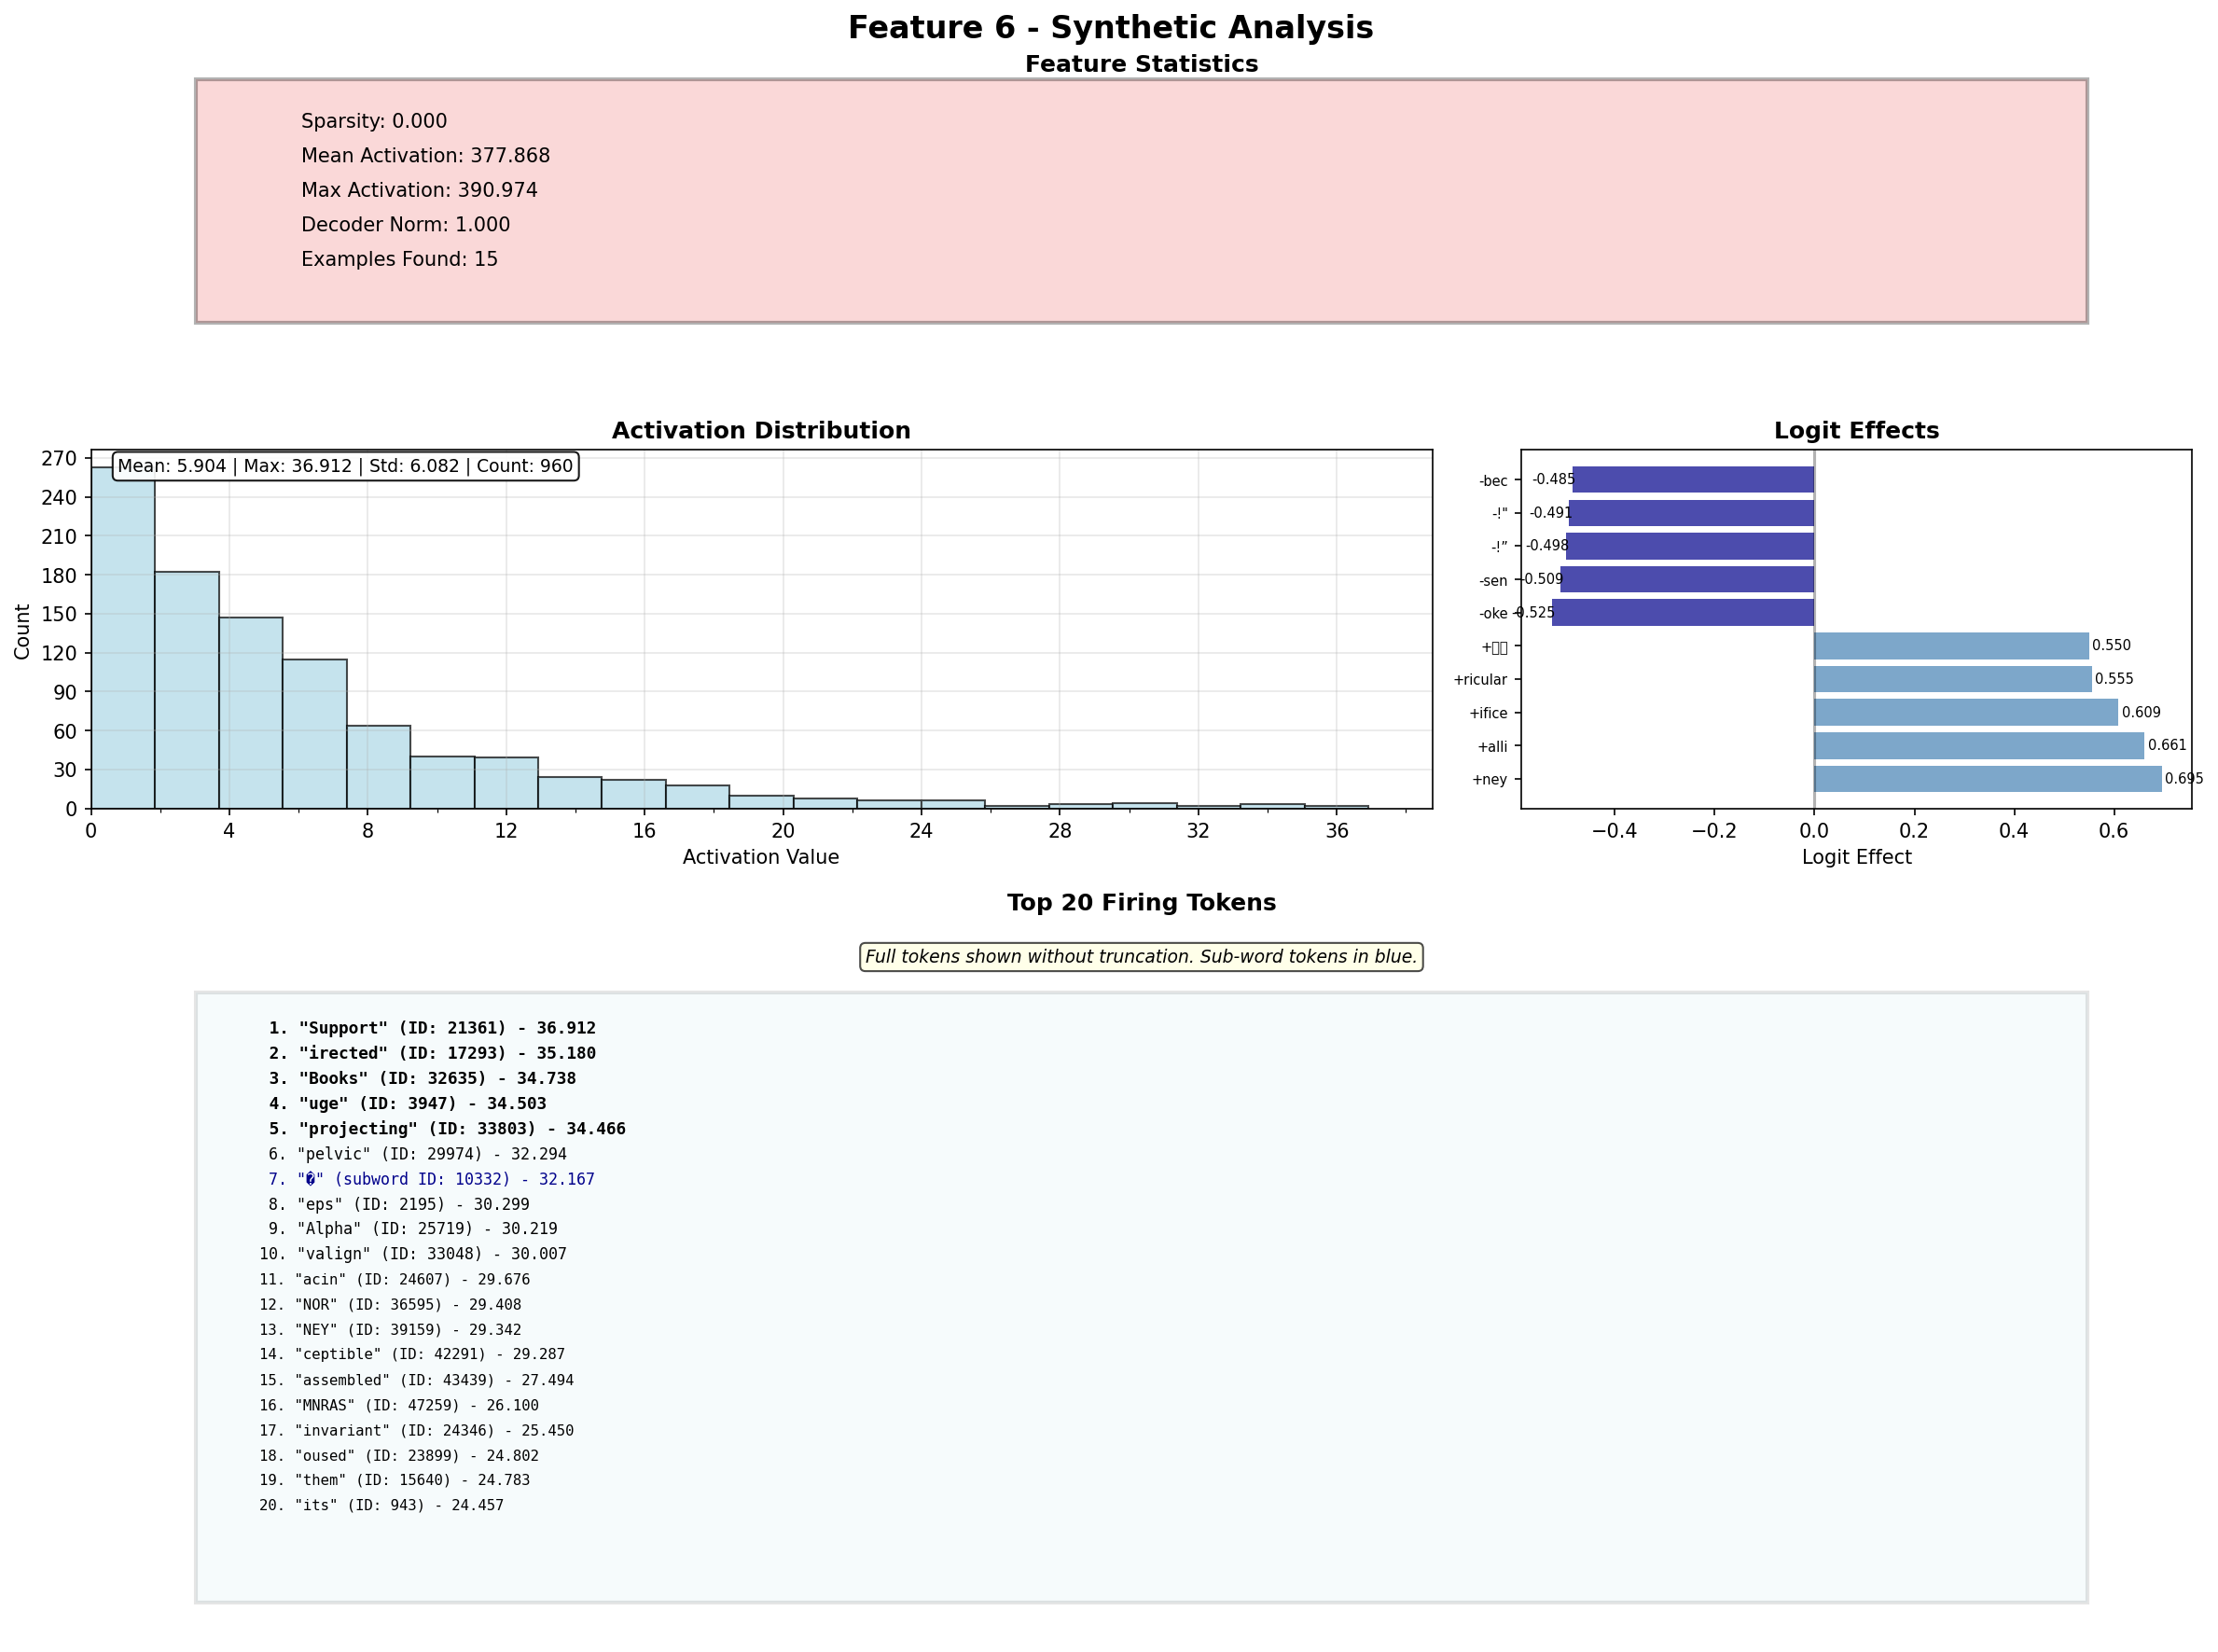 Feature 6 - Synthetic Analysis
Feature Statistics
Sparsity: 0.000
Mean Activation: 377.868
Max Activation: 390.974
Decoder Norm: 1.000
Examples Found: 15
Activation Distribution
Mean: 5.904 | Max: 36.912 | Std: 6.082 | Count: 960
270
240
210
180
150
120
90
60
30
0
Count
0 4 8 12 16 20 24 28 32 36
Activation Value
Logit Effects
-bec -0.485
-!" -0.491
-!” -0.498
-sen -0.509
-oke -0.525
+▯▯ 0.550
+ricular 0.555
+ifice 0.609
+alli 0.661
+ney 0.695
−0.4 −0.2 0.0 0.2 0.4 0.6
Logit Effect
Top 20 Firing Tokens
Full tokens shown without truncation. Sub-word tokens in blue.
1. "Support" (ID: 21361) - 36.912
2. "irected" (ID: 17293) - 35.180
3. "Books" (ID: 32635) - 34.738
4. "uge" (ID: 3947) - 34.503
5. "projecting" (ID: 33803) - 34.466
6. "pelvic" (ID: 29974) - 32.294
7. "�" (subword ID: 10332) - 32.167
8. "eps" (ID: 2195) - 30.299
9. "Alpha" (ID: 25719) - 30.219
10. "valign" (ID: 33048) - 30.007
11. "acin" (ID: 24607) - 29.676
12. "NOR" (ID: 36595) - 29.408
13. "NEY" (ID: 39159) - 29.342
14. "ceptible" (ID: 42291) - 29.287
15. "assembled" (ID: 43439) - 27.494
16. "MNRAS" (ID: 47259) - 26.100
17. "invariant" (ID: 24346) - 25.450
18. "oused" (ID: 23899) - 24.802
19. "them" (ID: 15640) - 24.783
20. "its" (ID: 943) - 24.457